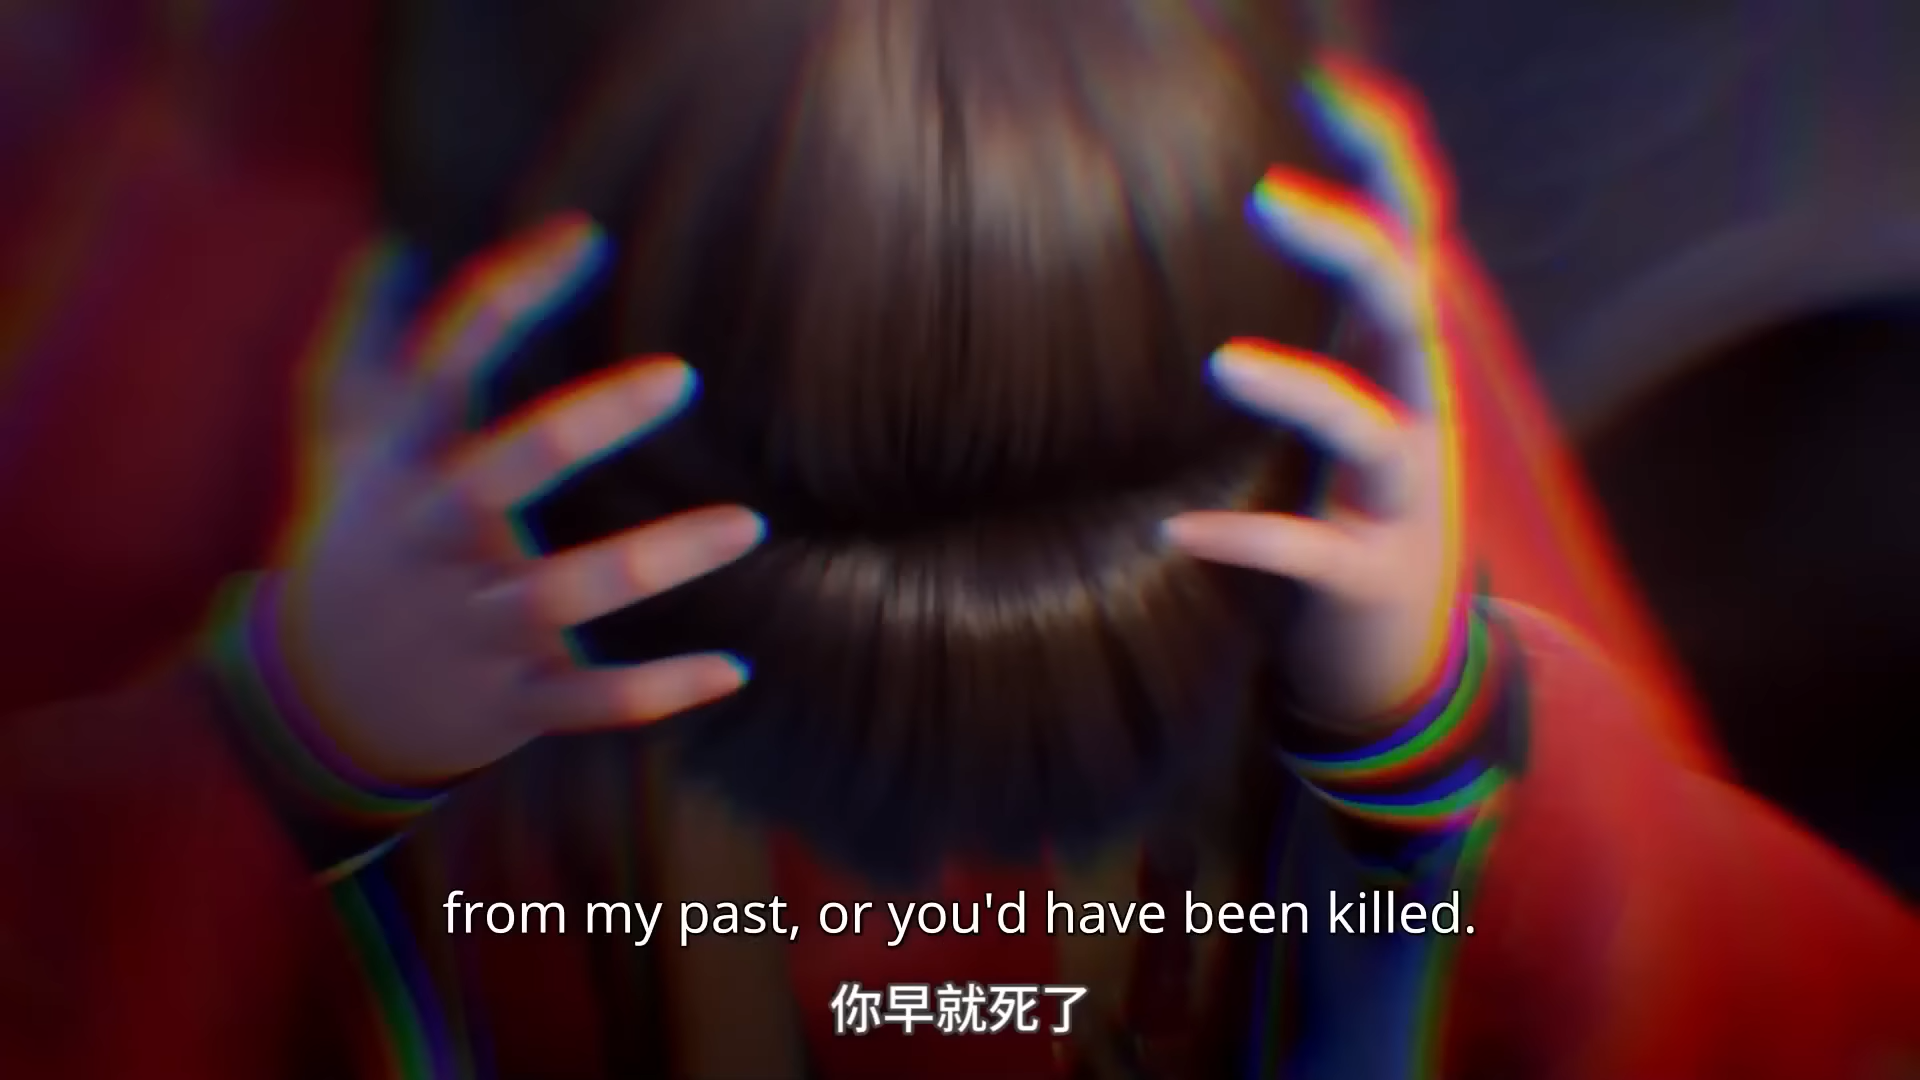 from my past, or you'd have been killed.
你早就死了